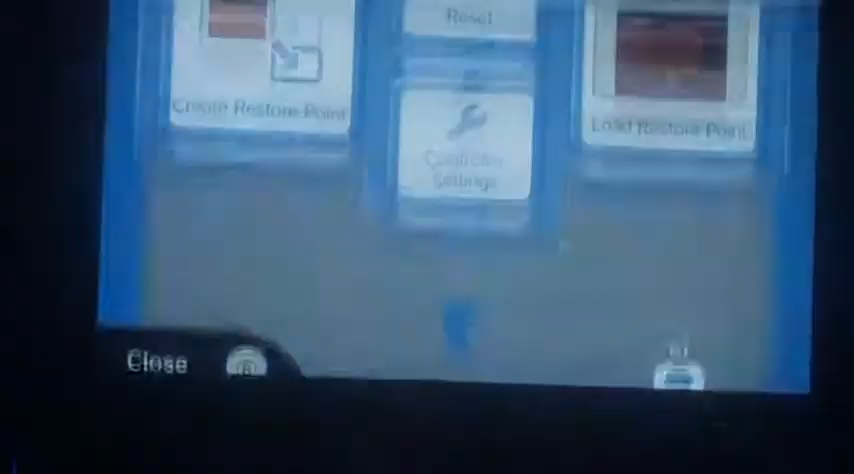 Reset
Create Restore Point
Load Restore Point
Controller
Settings
Close